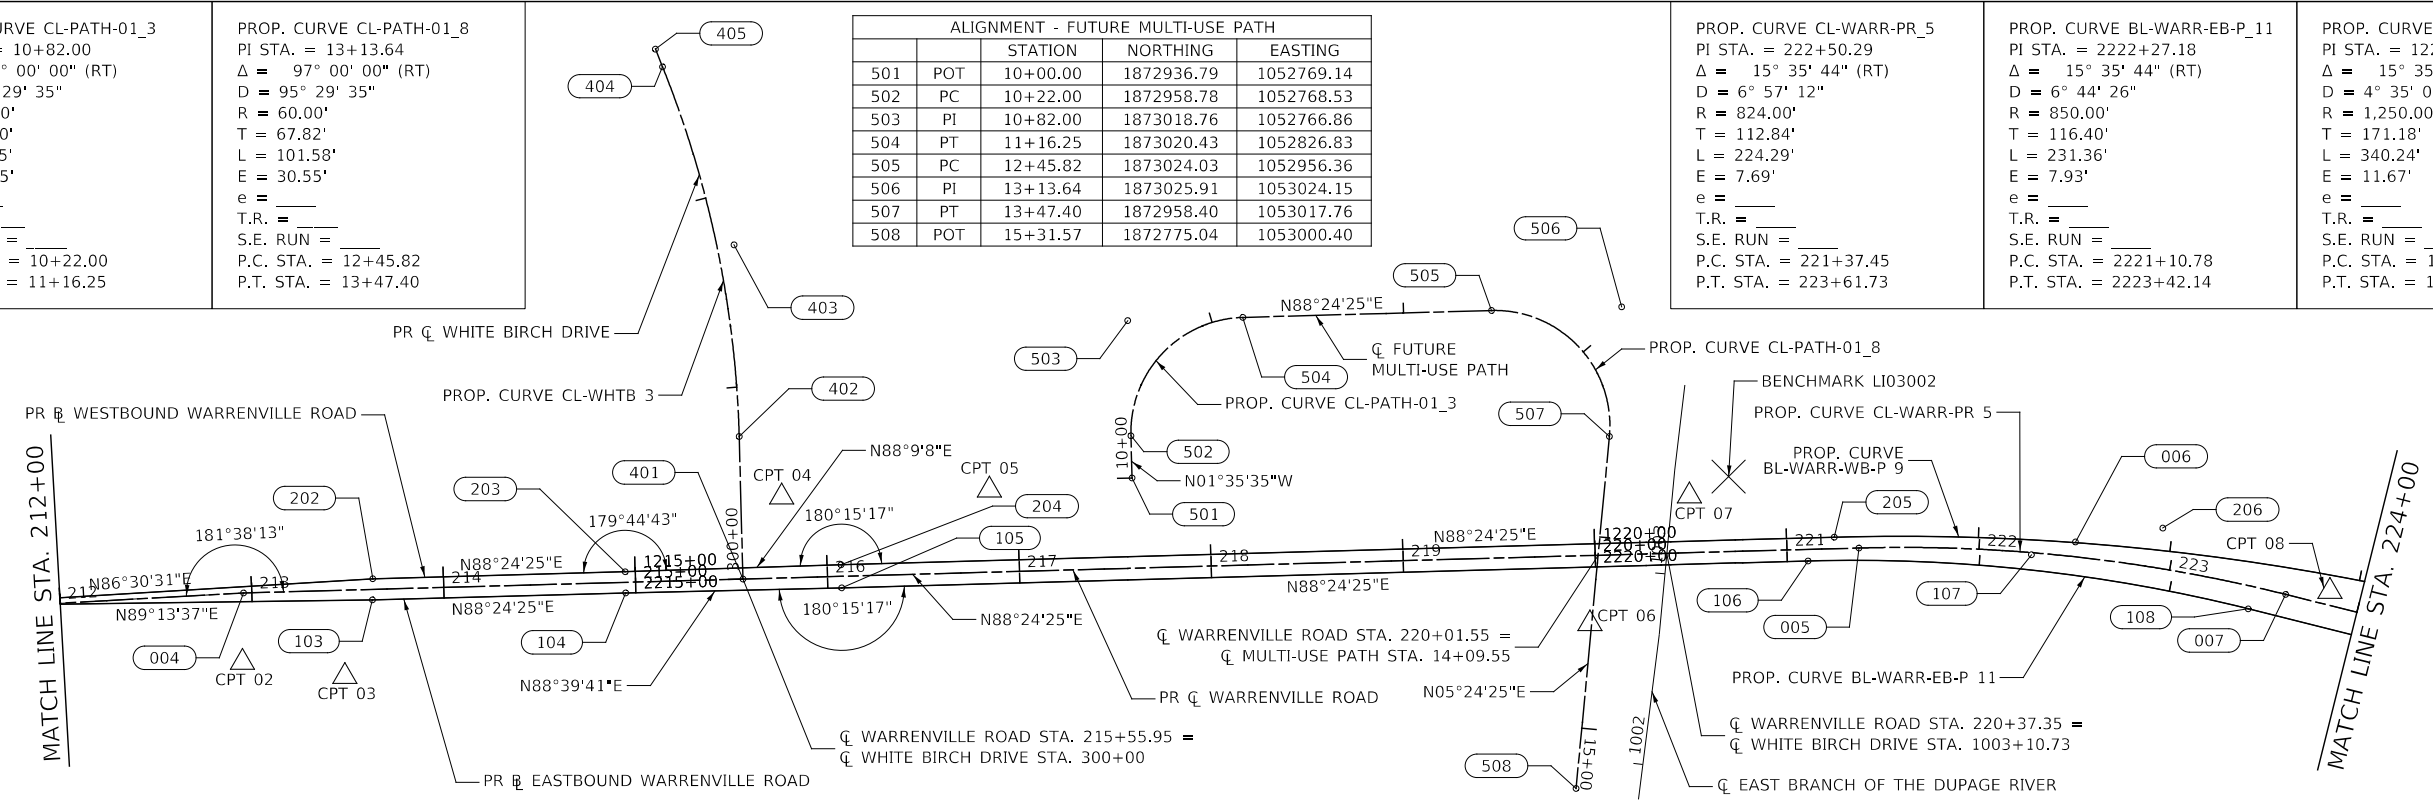 URVE CL-PATH-01_3
= 10+82.00
° 00' 00" (RT)
29' 35"
0'
0'
5'
5'
= ____
= 10+22.00
= 11+16.25
PROP. CURVE CL-PATH-01_8
PI STA. = 13+13.64
Δ = 97° 00' 00" (RT)
D = 95° 29' 35"
R = 60.00'
T = 67.82'
L = 101.58'
E = 30.55'
e = ____
T.R. = ____
S.E. RUN = ____
P.C. STA. = 12+45.82
P.T. STA. = 13+47.40
ALIGNMENT - FUTURE MULTI-USE PATH
STATION NORTHING EASTING
501 POT 10+00.00 1872936.79 1052769.14
502 PC 10+22.00 1872958.78 1052768.53
503 PI 10+82.00 1873018.76 1052766.86
504 PT 11+16.25 1873020.43 1052826.83
505 PC 12+45.82 1873024.03 1052956.36
506 PI 13+13.64 1873025.91 1053024.15
507 PT 13+47.40 1872958.40 1053017.76
508 POT 15+31.57 1872775.04 1053000.40
PROP. CURVE CL-WARR-PR_5
PI STA. = 222+50.29
Δ = 15° 35' 44" (RT)
D = 6° 57' 12"
R = 824.00'
T = 112.84'
L = 224.29'
E = 7.69'
e = ____
T.R. = ____
S.E. RUN = ____
P.C. STA. = 221+37.45
P.T. STA. = 223+61.73
PROP. CURVE BL-WARR-EB-P_11
PI STA. = 2222+27.18
Δ = 15° 35' 44" (RT)
D = 6° 44' 26"
R = 850.00'
T = 116.40'
L = 231.36'
E = 7.93'
e = ____
T.R. = ____
S.E. RUN = ____
P.C. STA. = 2221+10.78
P.T. STA. = 2223+42.14
PROP. CURVE
PI STA. = 122
Δ = 15° 35
D = 4° 35' 0
R = 1,250.00
T = 171.18'
L = 340.24'
E = 11.67'
e = ____
T.R. = ____
S.E. RUN = _
P.C. STA. = 1
P.T. STA. = 1
405
404
403
402
401
PR ℄ WHITE BIRCH DRIVE
PROP. CURVE CL-WHTB 3
PR B WESTBOUND WARRENVILLE ROAD
MATCH LINE STA. 212+00
202
203
181°38'13"
179°44'43"
N86°30'31"E
N89°13'37"E
N88°24'25"E
N88°24'25"E
212
213
214
1215+00
215+00
2215+00
300+00
CPT 04
N88°9'8"E
CPT 05
180°15'17"
180°15'17"
204
105
216
217
218
219
004
103
104
CPT 02
CPT 03
N88°39'41"E
N88°24'25"E
N88°24'25"E
N88°24'25"E
PR B EASTBOUND WARRENVILLE ROAD
℄ WARRENVILLE ROAD STA. 215+55.95 =
℄ WHITE BIRCH DRIVE STA. 300+00
PR ℄ WARRENVILLE ROAD
503
504
505
506
N88°24'25"E
℄ FUTURE
MULTI-USE PATH
PROP. CURVE CL-PATH-01_3
PROP. CURVE CL-PATH-01_8
10+00
502
N01°35'35"W
501
507
BENCHMARK LI03002
PROP. CURVE CL-WARR-PR 5
PROP. CURVE
BL-WARR-WB-P 9
006
CPT 07
205
206
CPT 08
1220+00
220+00
2220+00
221
222
223
CPT 06
106
005
107
108
007
℄ WARRENVILLE ROAD STA. 220+01.55 =
℄ MULTI-USE PATH STA. 14+09.55
N05°24'25"E
508
15+00
1002
PROP. CURVE BL-WARR-EB-P 11
℄ WARRENVILLE ROAD STA. 220+37.35 =
℄ WHITE BIRCH DRIVE STA. 1003+10.73
℄ EAST BRANCH OF THE DUPAGE RIVER
MATCH LINE STA. 224+00